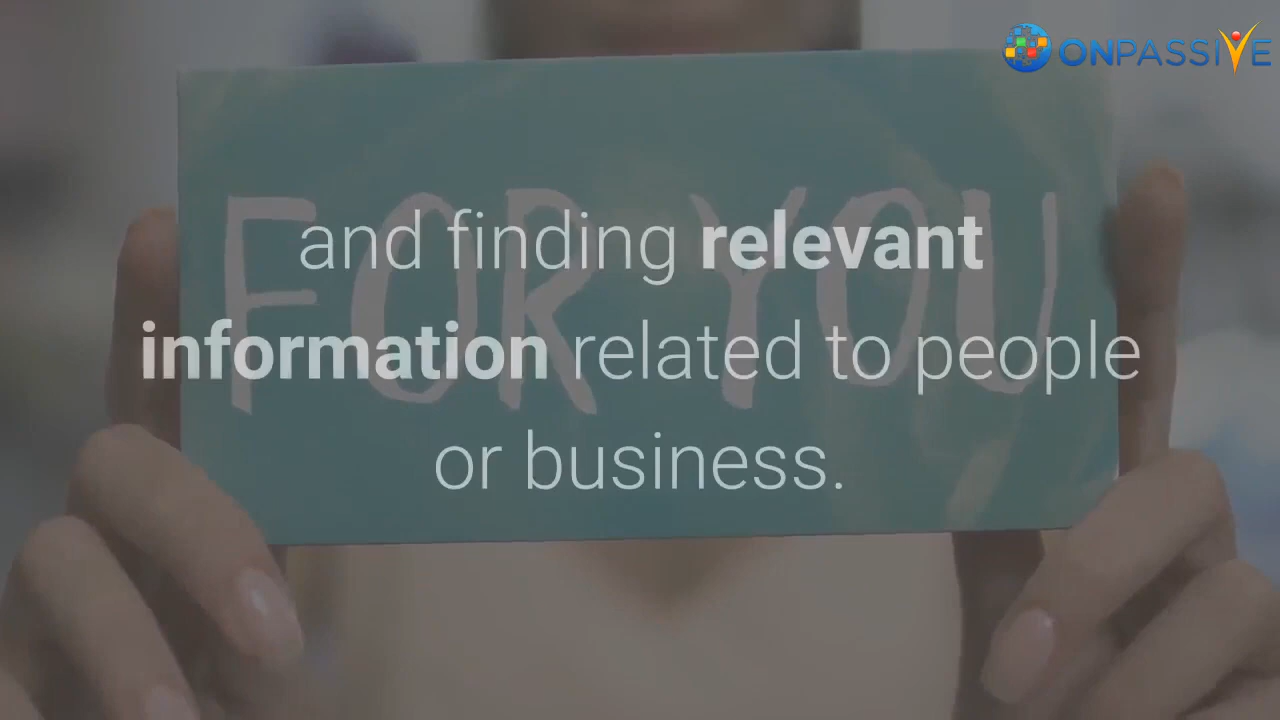 ONPASSIVE
FOR YOU
and finding relevant
information related to people
or business.